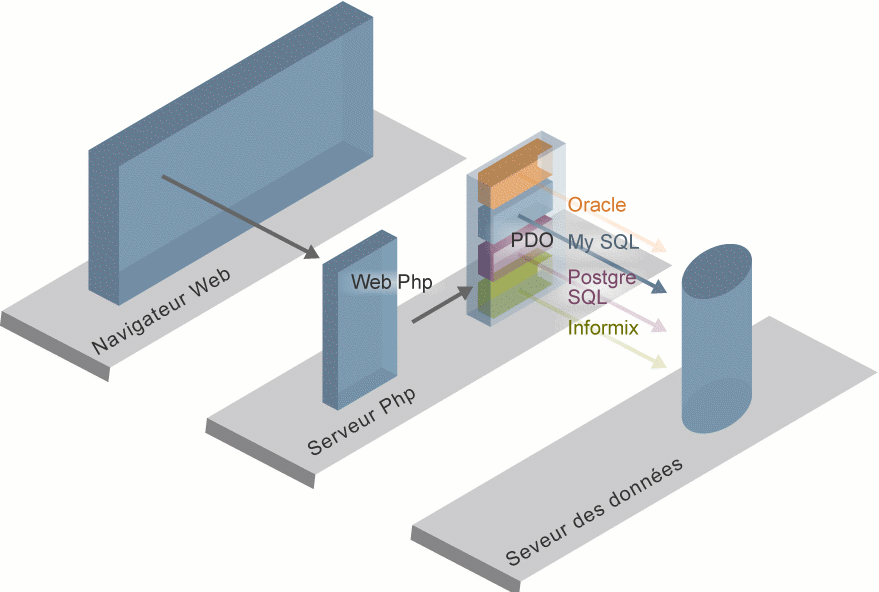 Navigateur Web
Web Php
Serveur Php
PDO
Oracle
My SQL
Postgre
SQL
Informix
Seveur des données